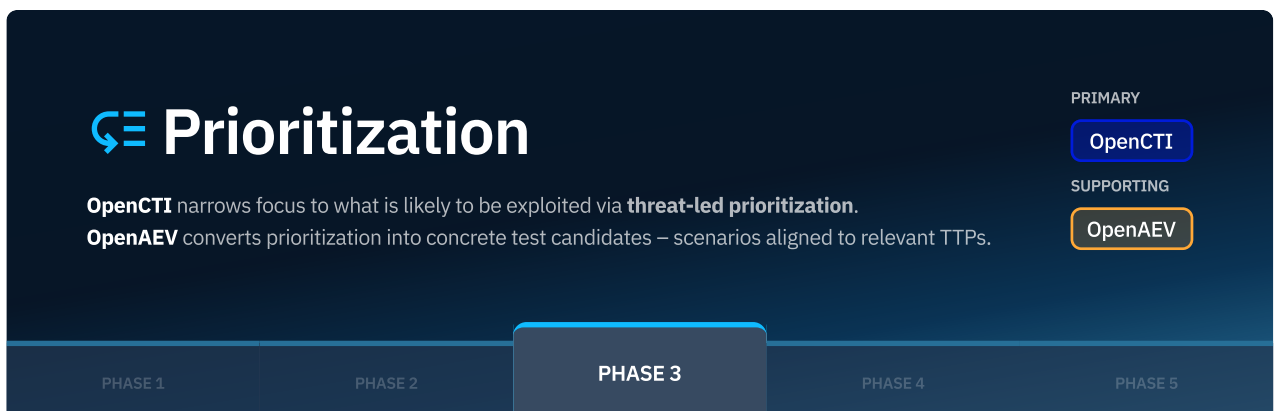 Prioritization
OpenCTI narrows focus to what is likely to be exploited via threat-led prioritization.
OpenAEV converts prioritization into concrete test candidates – scenarios aligned to relevant TTPs.
PRIMARY
OpenCTI
SUPPORTING
OpenAEV
PHASE 1
PHASE 2
PHASE 3
PHASE 4
PHASE 5